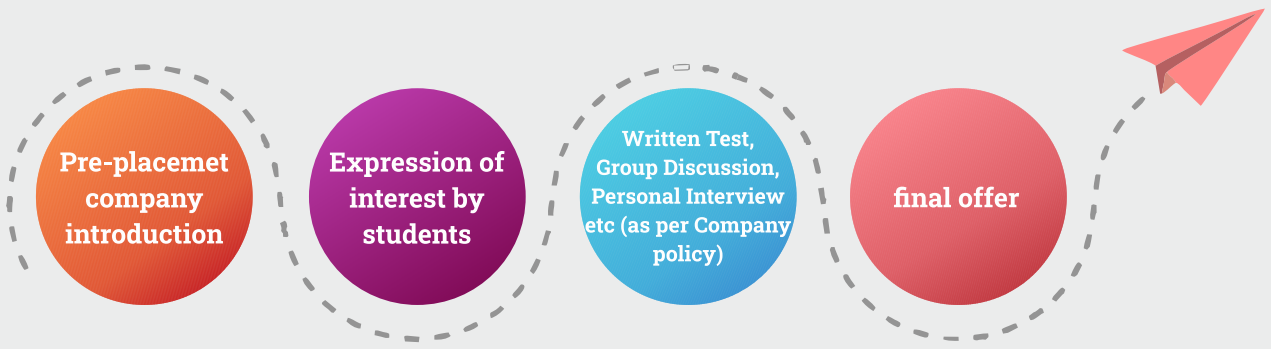 Pre-placemet
company
introduction
Expression of
interest by
students
Written Test,
Group Discussion,
Personal Interview
etc (as per Company
policy)
final offer